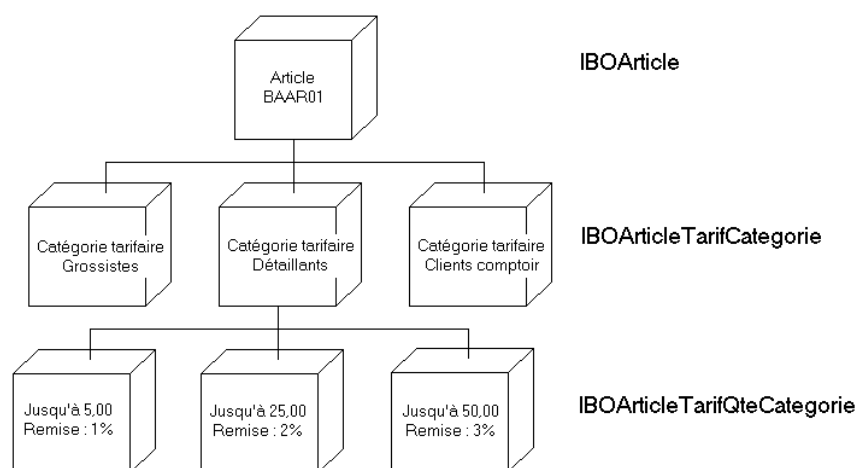 Article
BAAR01
IBOArticle
Catégorie tarifaire
Grossistes
Catégorie tarifaire
Détaillants
Catégorie tarifaire
Clients comptoir
IBOArticleTarifCategorie
Jusqu'à 5,00
Remise : 1%
Jusqu'à 25,00
Remise : 2%
Jusqu'à 50,00
Remise : 3%
IBOArticleTarifQteCategorie